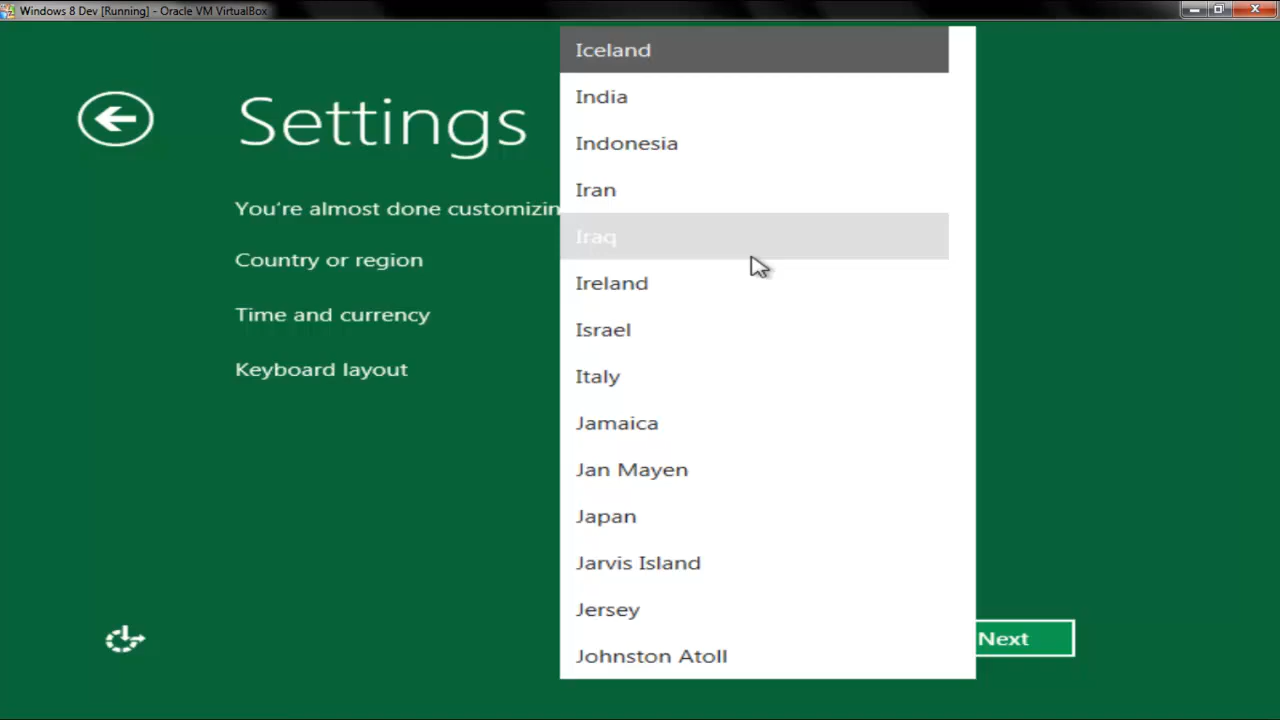 Windows 8 Dev [Running] - Oracle VM VirtualBox
Settings
You're almost done customizin
Country or region
Time and currency
Keyboard layout
Iceland
India
Indonesia
Iran
Iraq
Ireland
Israel
Italy
Jamaica
Jan Mayen
Japan
Jarvis Island
Jersey
Johnston Atoll
Next